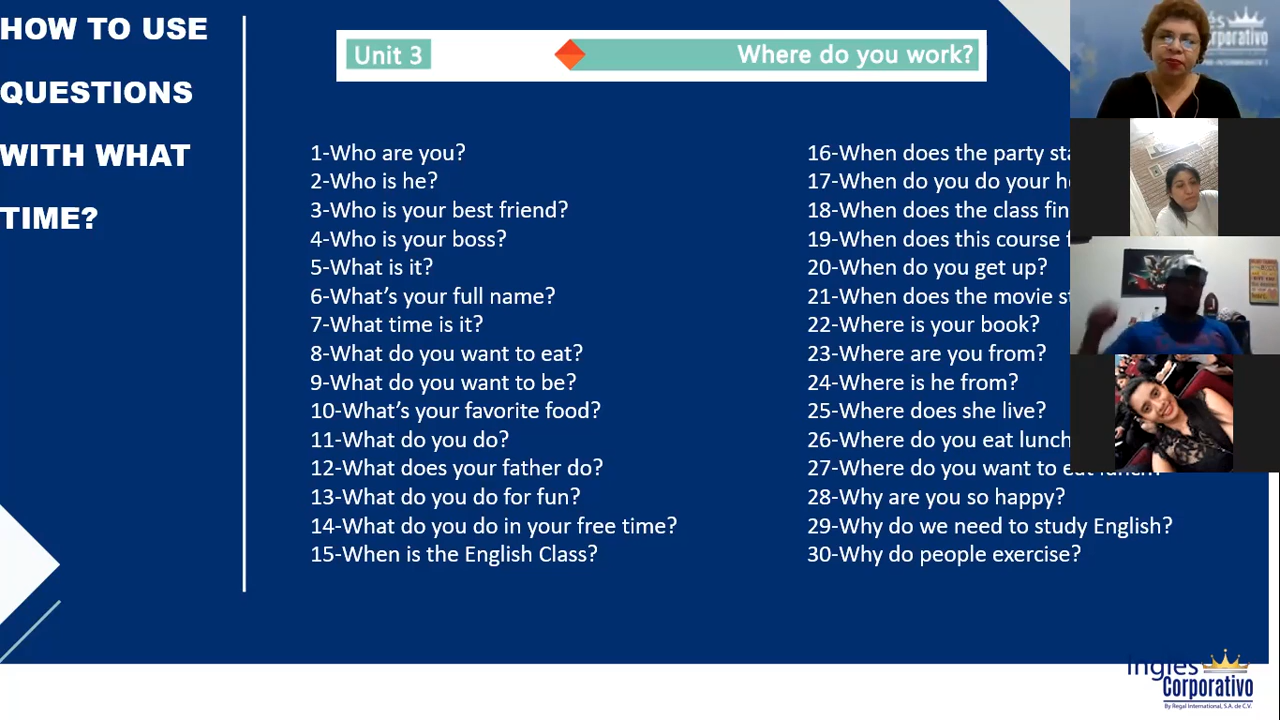 HOW TO USE
QUESTIONS
WITH WHAT
TIME?
Unit 3
Where do you work?
1-Who are you?
2-Who is he?
3-Who is your best friend?
4-Who is your boss?
5-What is it?
6-What's your full name?
7-What time is it?
8-What do you want to eat?
9-What do you want to be?
10-What's your favorite food?
11-What do you do?
12-What does your father do?
13-What do you do for fun?
14-What do you do in your free time?
15-When is the English Class?
16-When does the party
17-When do you do your
18-When does the class
19-When does this course
20-When do you get up?
21-When does the movie
22-Where is your book?
23-Where are you from?
24-Where is he from?
25-Where does she live?
26-Where do you eat lunch
27-Where do you want to eat lunch?
28-Why are you so happy?
29-Why do we need to study English?
30-Why do people exercise?
Inglés
Corporativo
By Regal International, S.A. de C.V.